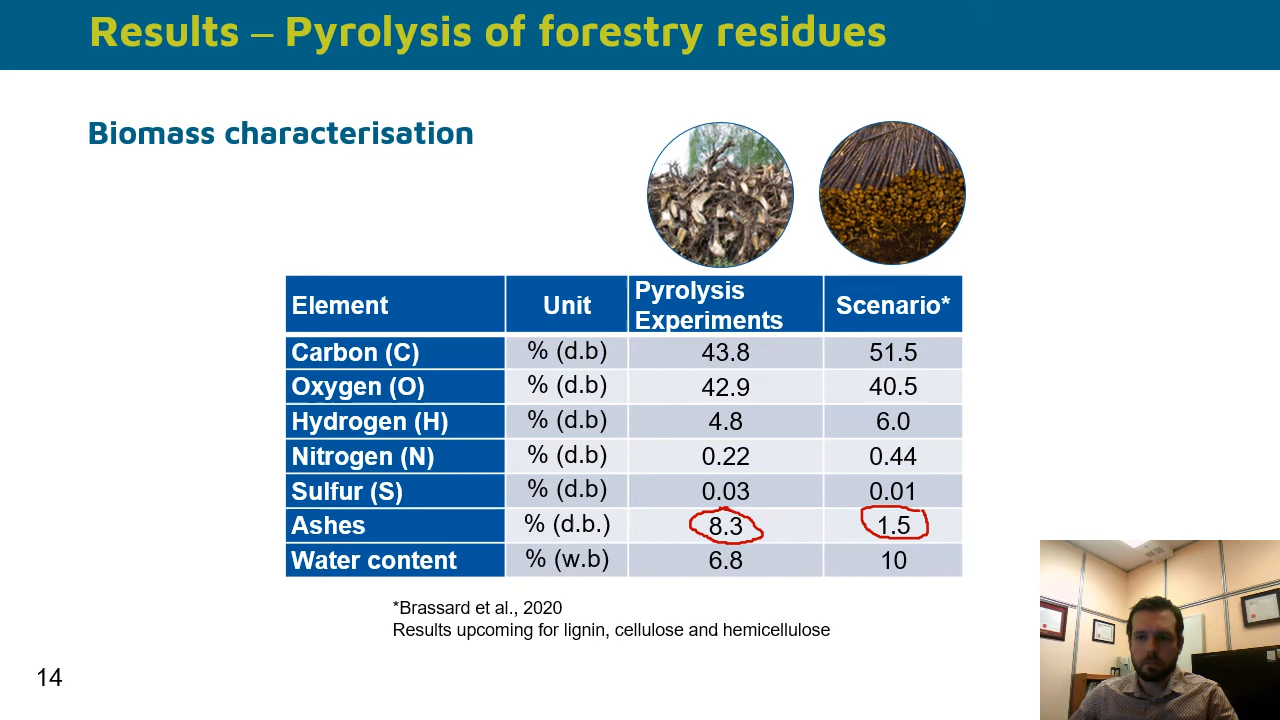 Results – Pyrolysis of forestry residues
Biomass characterisation
Element Unit Pyrolysis Experiments Scenario*
Carbon (C) % (d.b) 43.8 51.5
Oxygen (O) % (d.b) 42.9 40.5
Hydrogen (H) % (d.b) 4.8 6.0
Nitrogen (N) % (d.b) 0.22 0.44
Sulfur (S) % (d.b) 0.03 0.01
Ashes % (d.b.) 8.3 1.5
Water content % (w.b) 6.8 10
*Brassard et al., 2020
Results upcoming for lignin, cellulose and hemicellulose
14